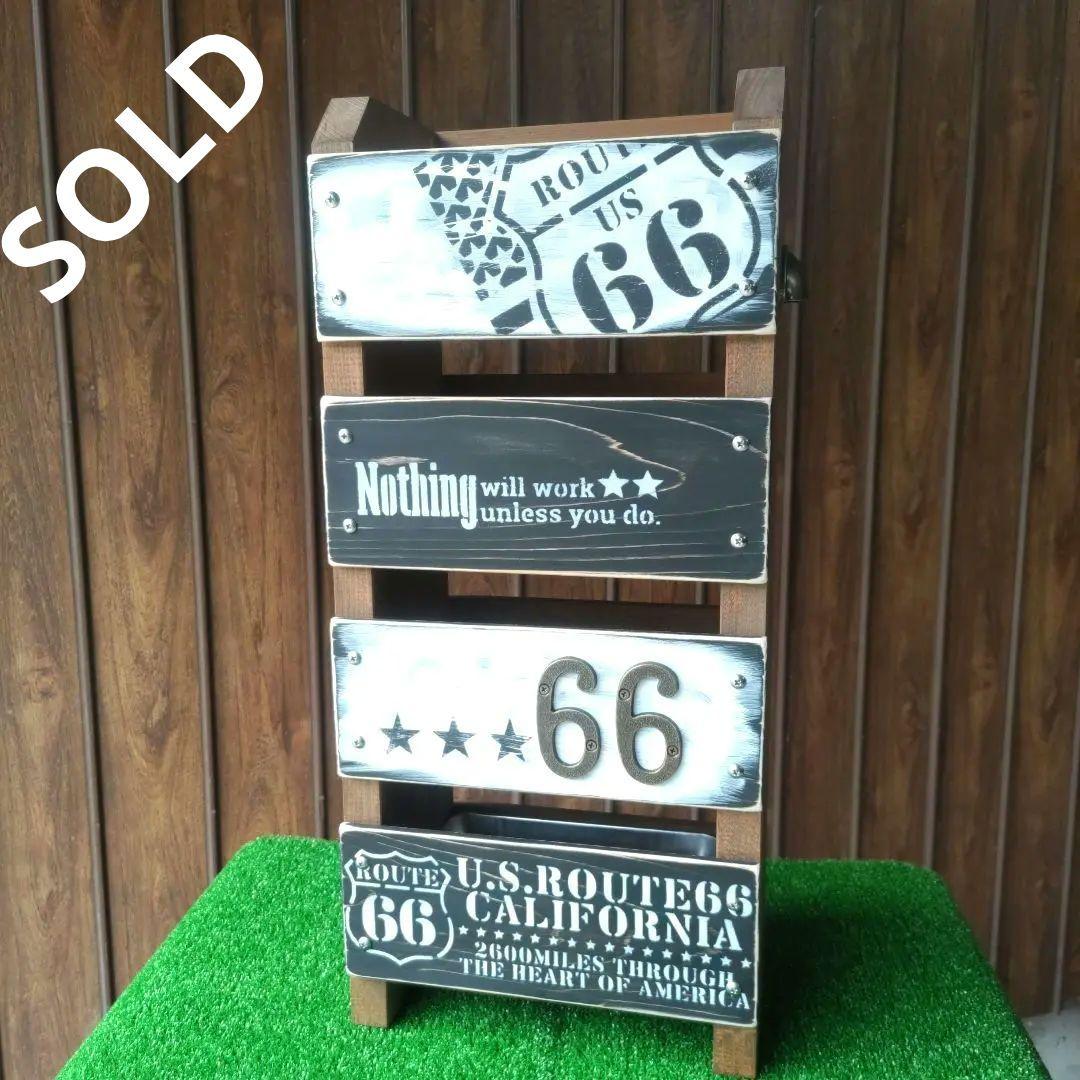 SOLD
US
66
Nothing will work
unless you do.
66
ROUTE
66
U.S.ROUTE66
CALIFORNIA
2600MILES THROUGH
THE HEART OF AMERICA